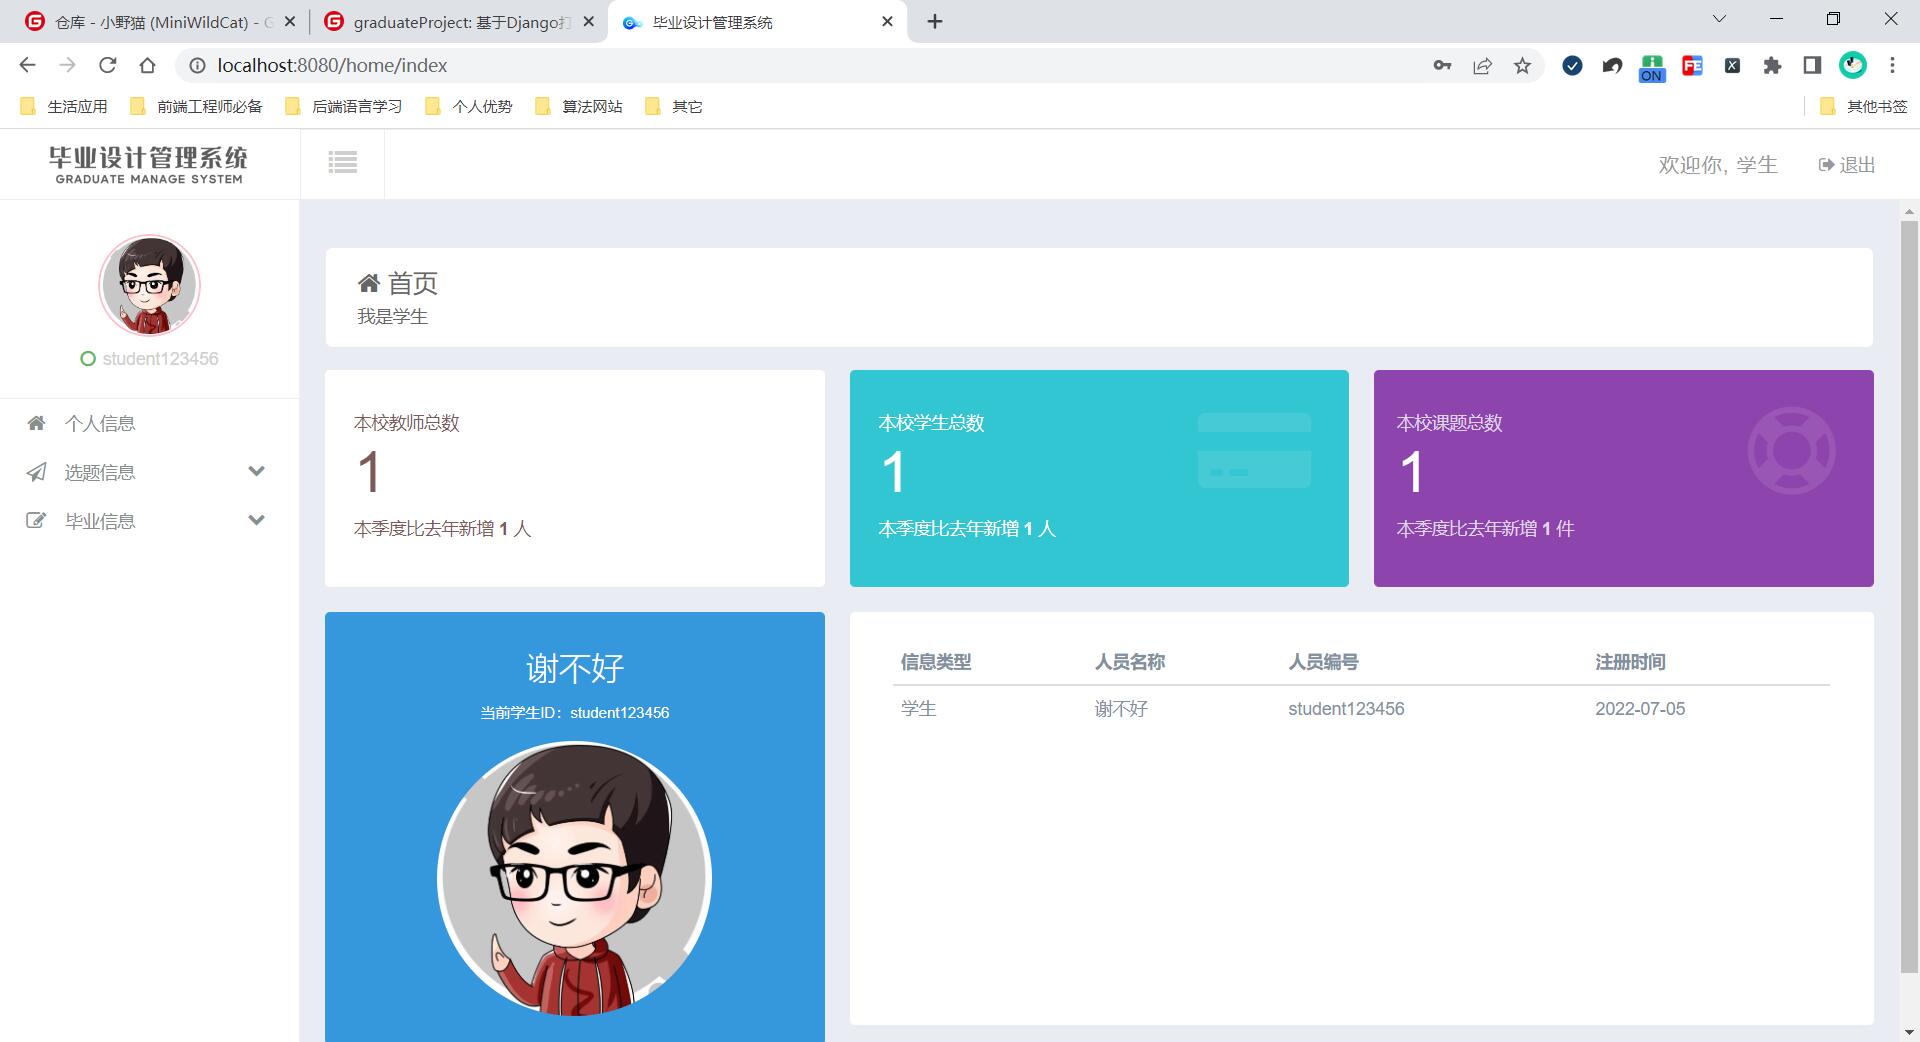 仓库 - 小野猫 (MiniWildCat) - G
graduateProject: 基于Django打
毕业设计管理系统
localhost:8080/home/index
ON
FE
X
生活应用
前端工程师必备
后端语言学习
个人优势
算法网站
其它
其他书签
毕业设计管理系统
GRADUATE MANAGE SYSTEM
欢迎你, 学生
退出
student123456
个人信息
选题信息
毕业信息
首页
我是学生
本校教师总数
1
本季度比去年新增 1 人
本校学生总数
1
本季度比去年新增 1 人
本校课题总数
1
本季度比去年新增 1 件
谢不好
当前学生ID：student123456
信息类型 人员名称 人员编号 注册时间
学生 谢不好 student123456 2022-07-05